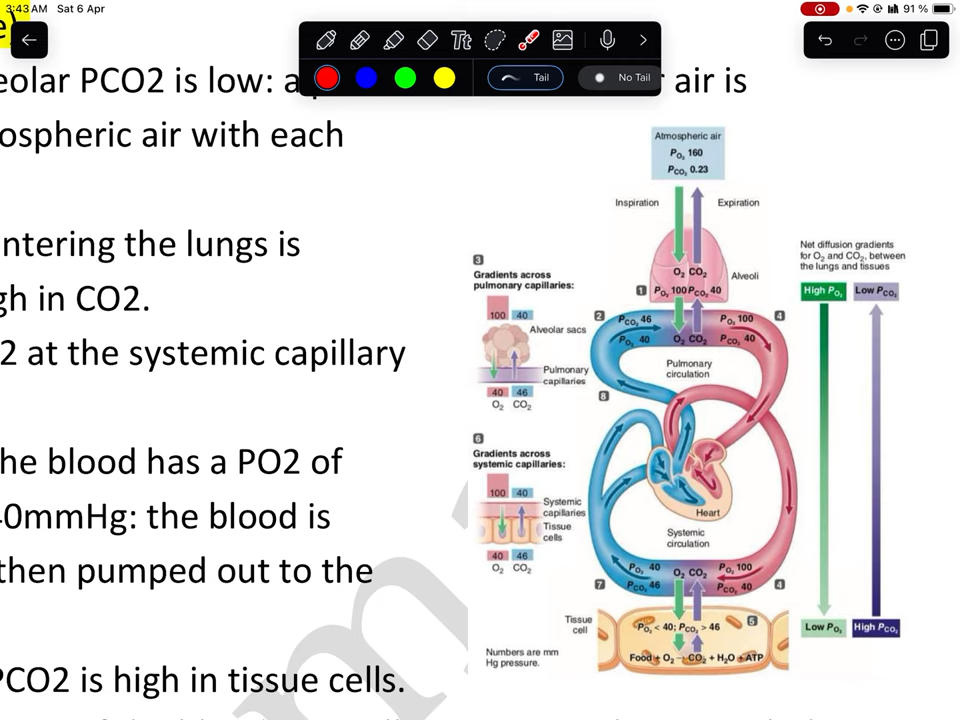 3:43 AM Sat 6 Apr
91 %
e)
Tt
Tail
No Tail
eolar PCO2 is low: a
air is
ospheric air with each
ntering the lungs is
gh in CO2.
2 at the systemic capillary
he blood has a PO2 of
40mmHg: the blood is
then pumped out to the
PCO2 is high in tissue cells.
Atmospheric air
PO2 160
PCO2 0.23
Inspiration
Expiration
O2 CO2
Alveoli
1 PO2 100 PCO2 40
3
Gradients across
pulmonary capillaries:
100 40
Alveolar sacs
Pulmonary
capillaries
40 46
O2 CO2
2 PCO2 46
PO2 40
O2 CO2
PO2 100
PCO2 40
4
Pulmonary
circulation
8
6
Gradients across
systemic capillaries:
100 40
Systemic
capillaries
Tissue
cells
40 46
O2 CO2
Heart
Systemic
circulation
7
PO2 40
PCO2 46
O2 CO2
PO2 100
PCO2 40
4
Tissue
cell
5
PO2 < 40; PCO2 > 46
Food + O2 → CO2 + H2O + ATP
Numbers are mm
Hg pressure.
Net diffusion gradients
for O2 and CO2, between
the lungs and tissues
High PO2 Low PCO2
Low PO2 High PCO2